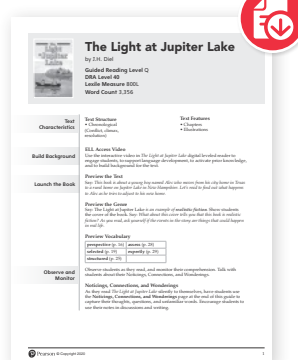 The Light at Jupiter Lake
by I.H. Diel
Guided Reading Level Q
DRA Level 40
Lexile Measure 800L
Word Count 3,356
Text
Characteristics
Text Structure
• Chronological
(Conflict, climax,
resolution)
Text Features
• Chapters
• Illustrations
Build Background
ELL Access Video
Use the interactive video in The Light at Jupiter Lake digital leveled reader to
engage students, to support language development, to activate prior knowledge,
and to build background for the text.
Launch the Book
Preview the Text
Say: This book is about a young boy named Alex who moves from his city home in Texas
to a rural home on Jupiter Lake in New Hampshire. Let's read to find out what happens
to Alex as he tries to adjust to his new home.
Preview the Genre
Say: The Light at Jupiter Lake is an example of realistic fiction. Show students
the cover of the book. Say: What about this cover tells you that this book is realistic
fiction? As you read, ask yourself if the events in the story are things that could happen
in real life.
Preview Vocabulary
perspective (p. 16)
access (p. 28)
selected (p. 19)
expertly (p. 29)
structured (p. 25)
Observe and
Monitor
Observe students as they read, and monitor their comprehension. Talk with
students about their Noticings, Connections, and Wonderings.
Noticings, Connections, and Wonderings
As they read The Light at Jupiter Lake silently to themselves, have students use
the Noticings, Connections, and Wonderings page at the end of this guide to
capture their thoughts, questions, and unfamiliar words. Encourage students to
use their notes in discussions and writing.
Pearson © Copyright 2020
1